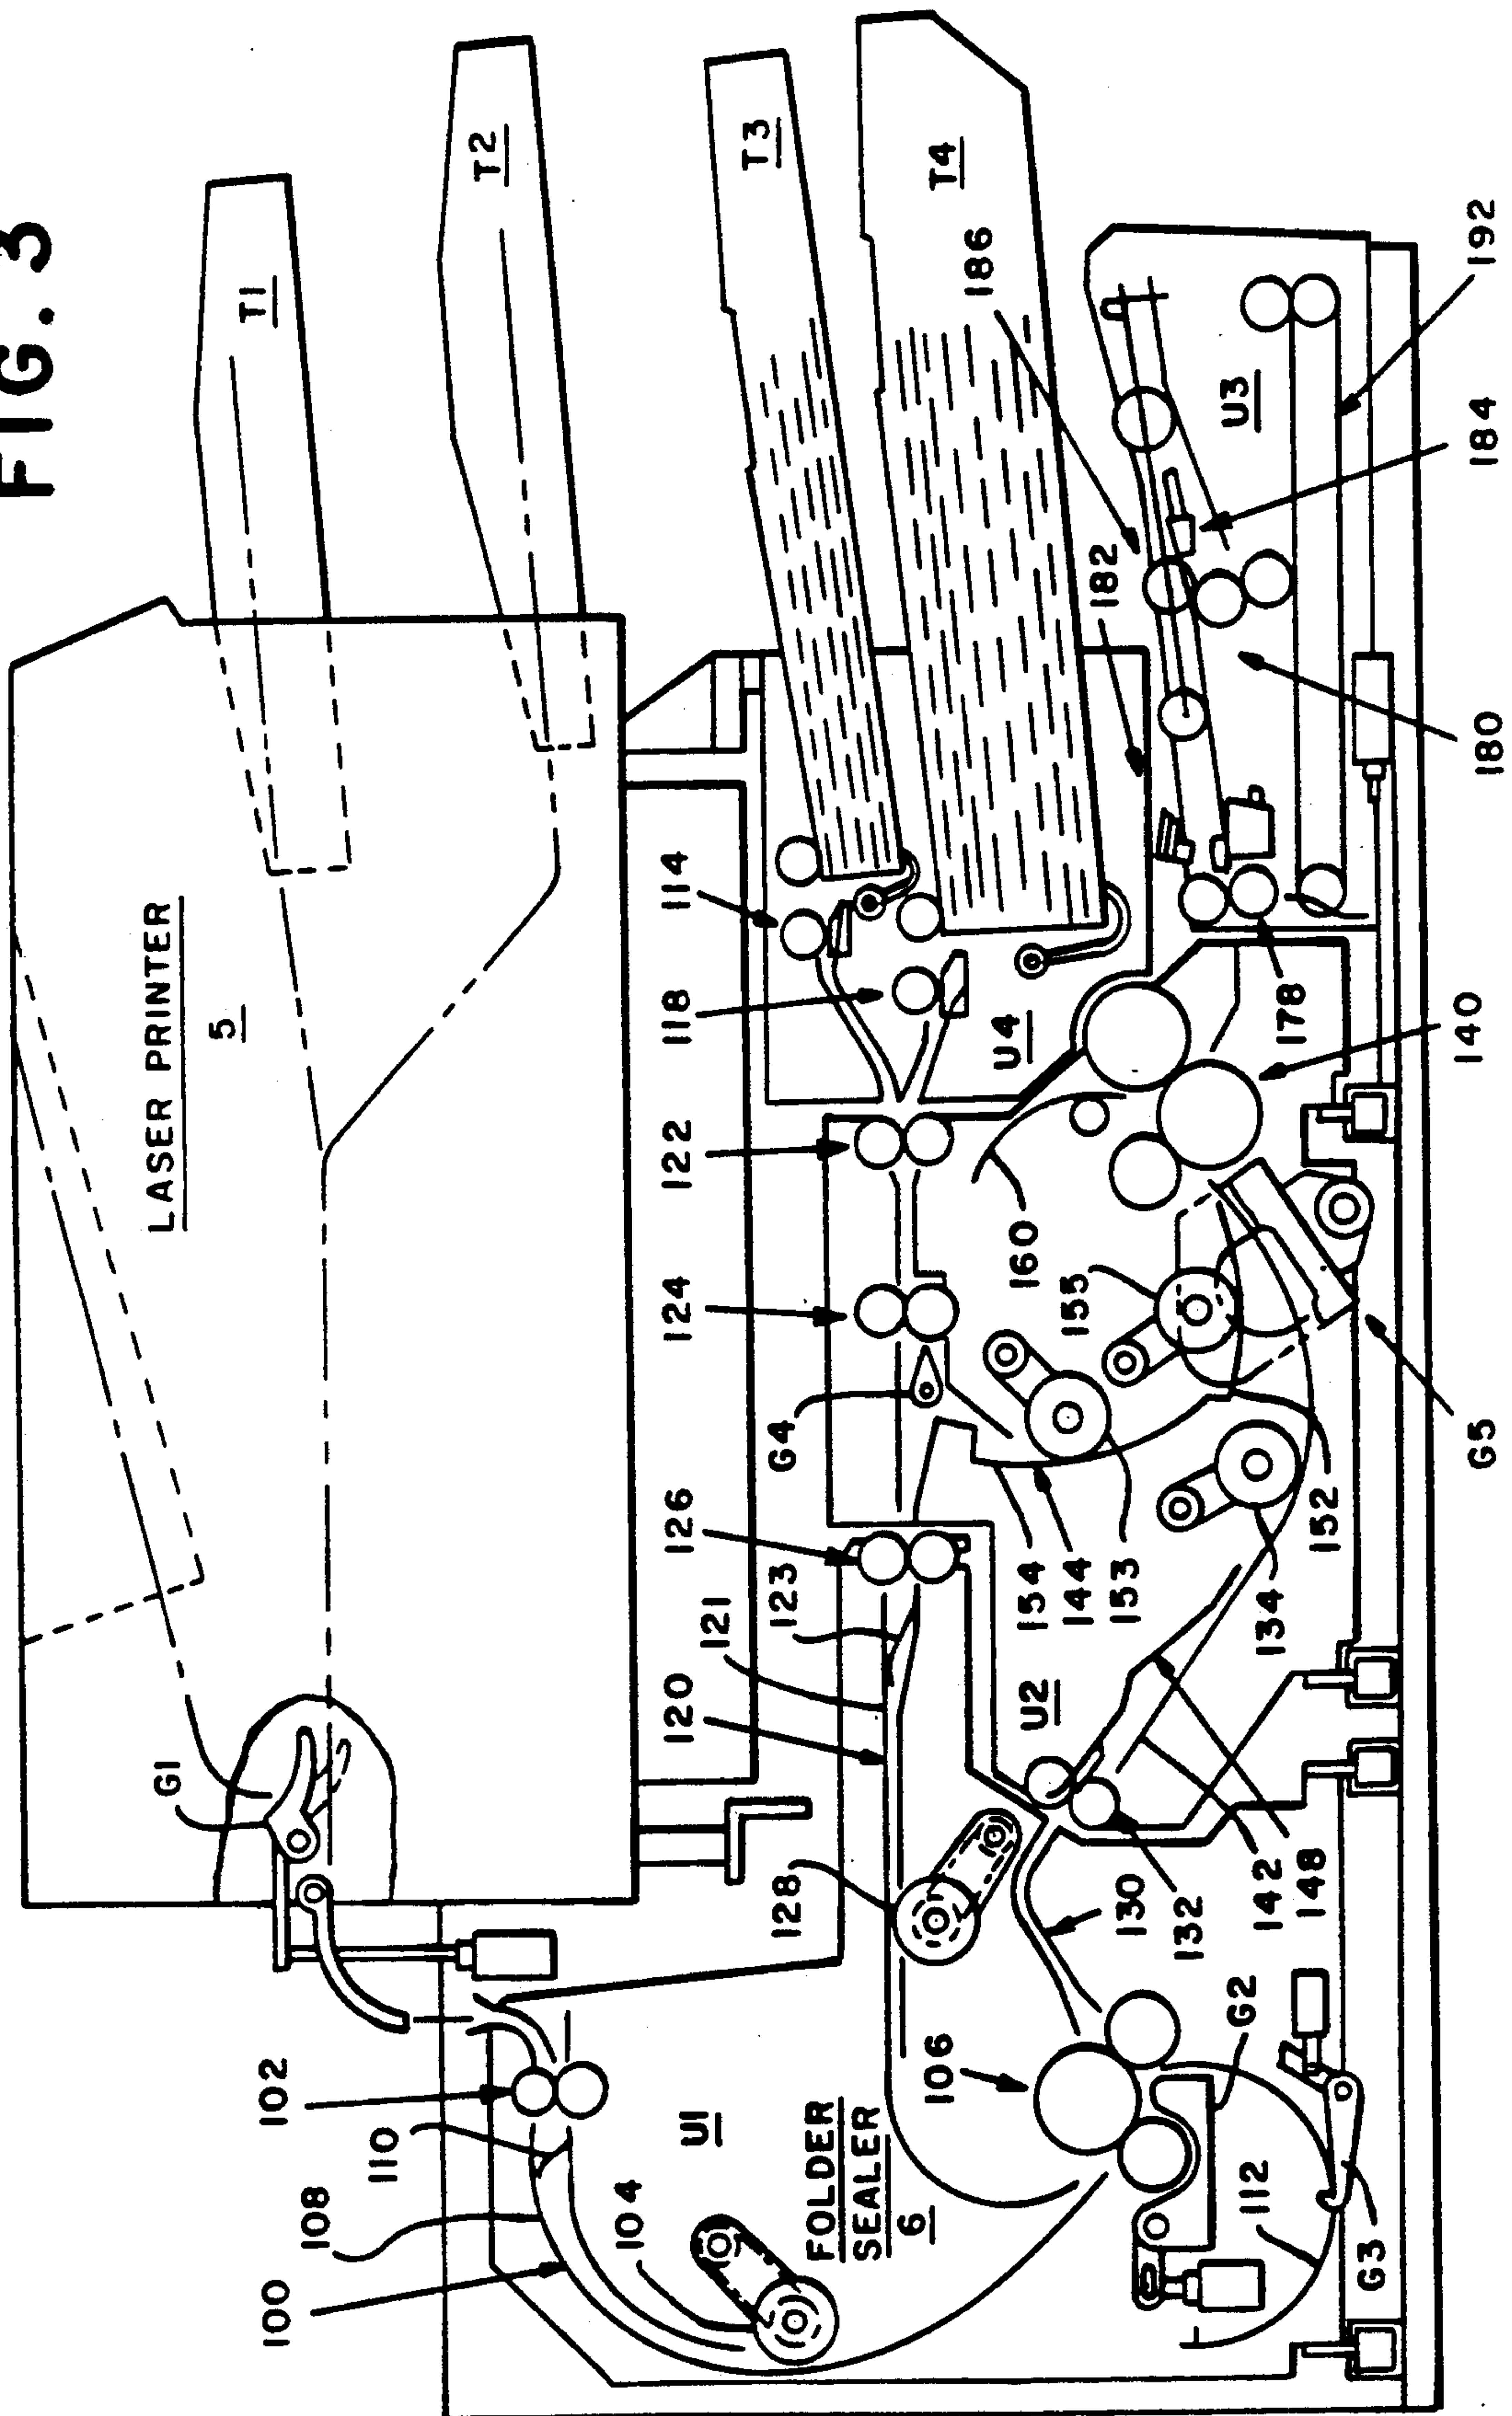 FIG. 3
T1
T2
T3
T4
LASER PRINTER
5
G1
114
118
122
124
G4
126
123
121
120
128
102
110
108
104
100
U1
FOLDER
SEALER
6
106
G2
112
G3
130
132
142
148
U2
154
144
153
134
152
G5
155
160
U4
140
178
180
182
184
186
192
U3